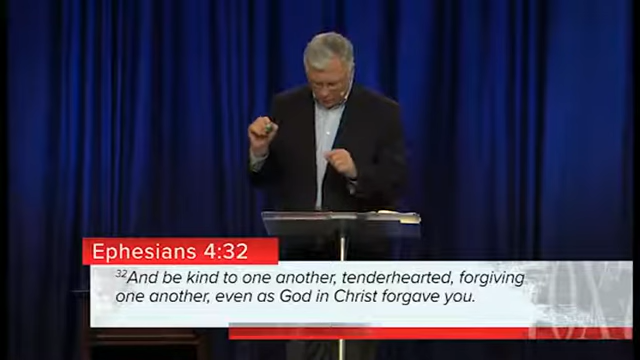 Ephesians 4:32
³²And be kind to one another, tenderhearted, forgiving
one another, even as God in Christ forgave you.